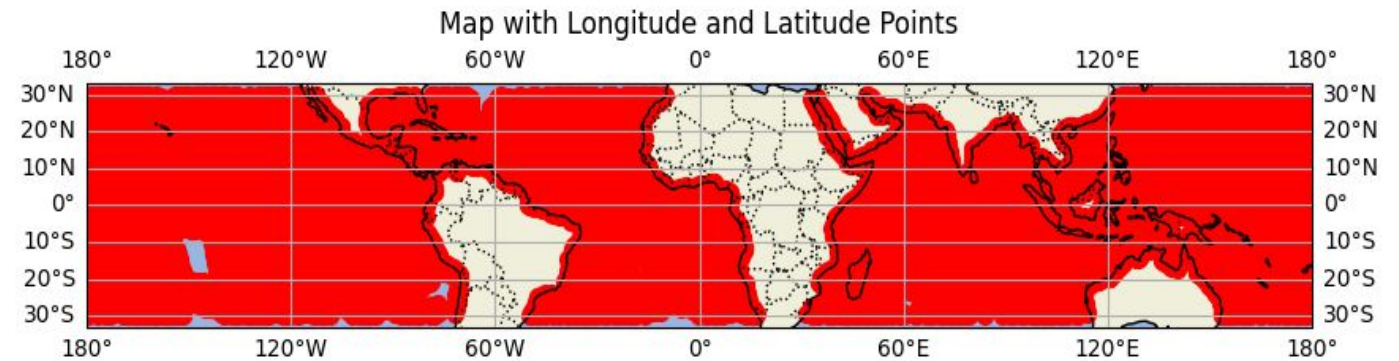 Map with Longitude and Latitude Points
180° 120°W 60°W 0° 60°E 120°E 180°
30°N 30°N
20°N 20°N
10°N 10°N
0° 0°
10°S 10°S
20°S 20°S
30°S 30°S
180° 120°W 60°W 0° 60°E 120°E 180°